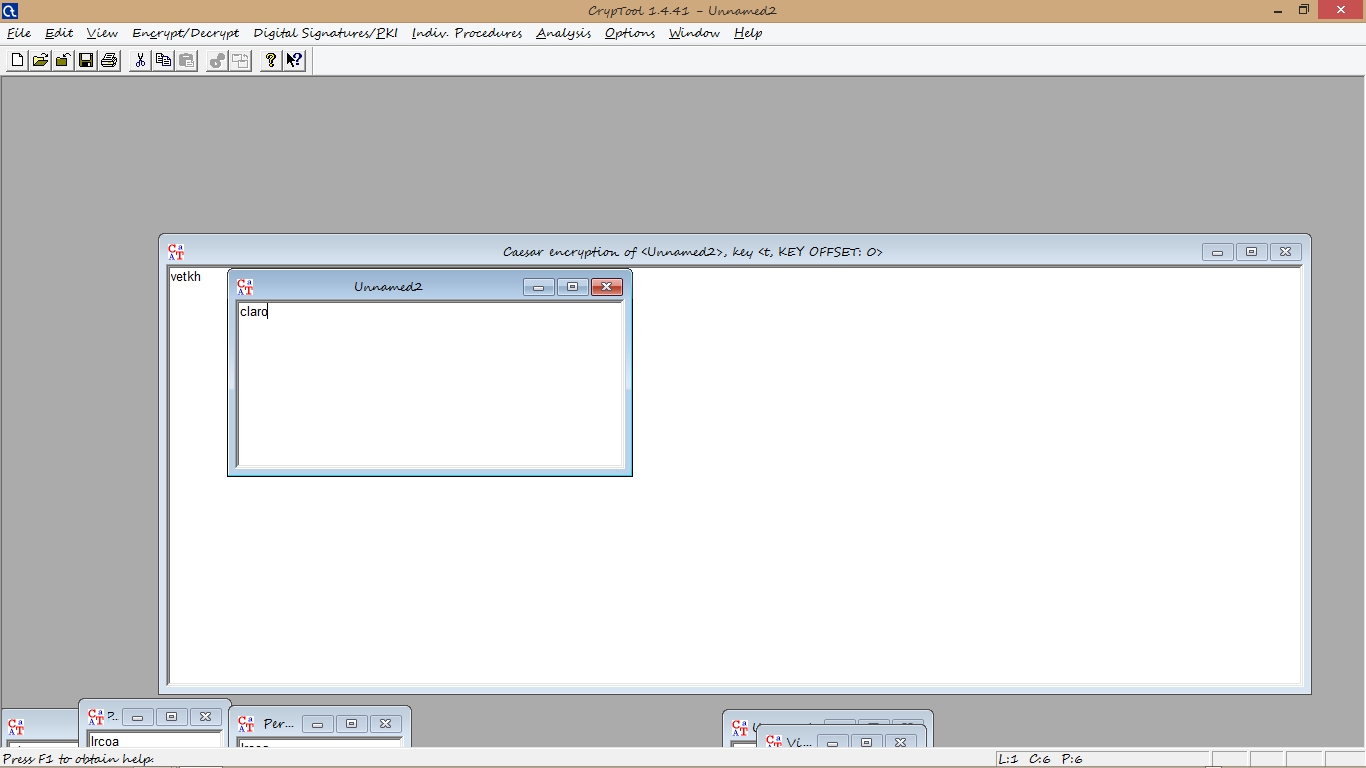 CrypTool 1.4.41 - Unnamed2
File Edit View Encrypt/Decrypt Digital Signatures/PKI Indiv. Procedures Analysis Options Window Help
Caesar encryption of <Unnamed2>, key <t, KEY OFFSET: 0>
vetkh
Unnamed2
claro
P..
lrcoa
Per...
Vi...
Press F1 to obtain help.
L:1 C:6 P:6